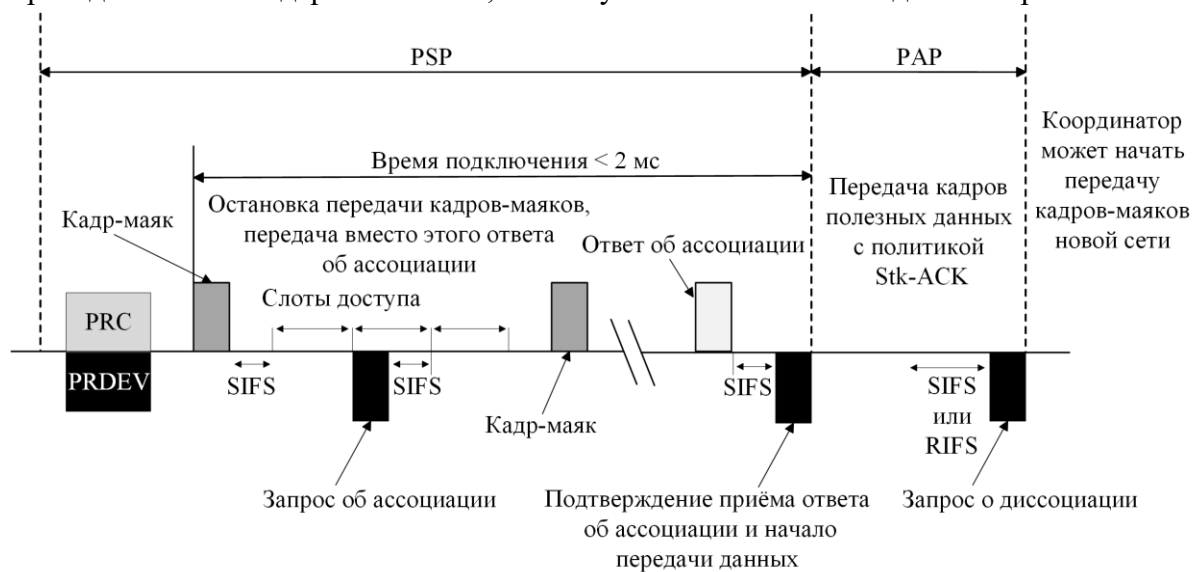 PSP
PAP
Координатор
может начать
передачу
кадров-маяков
новой сети
Время подключения < 2 мс
Передача кадров
полезных данных
с политикой
Stk-ACK
Кадр-маяк
Остановка передачи кадров-маяков,
передача вместо этого ответа
об ассоциации
Ответ об ассоциации
Слоты доступа
PRC
PRDEV
SIFS
SIFS
SIFS
SIFS
или
RIFS
Кадр-маяк
Запрос об ассоциации
Подтверждение приёма ответа
об ассоциации и начало
передачи данных
Запрос о диссоциации